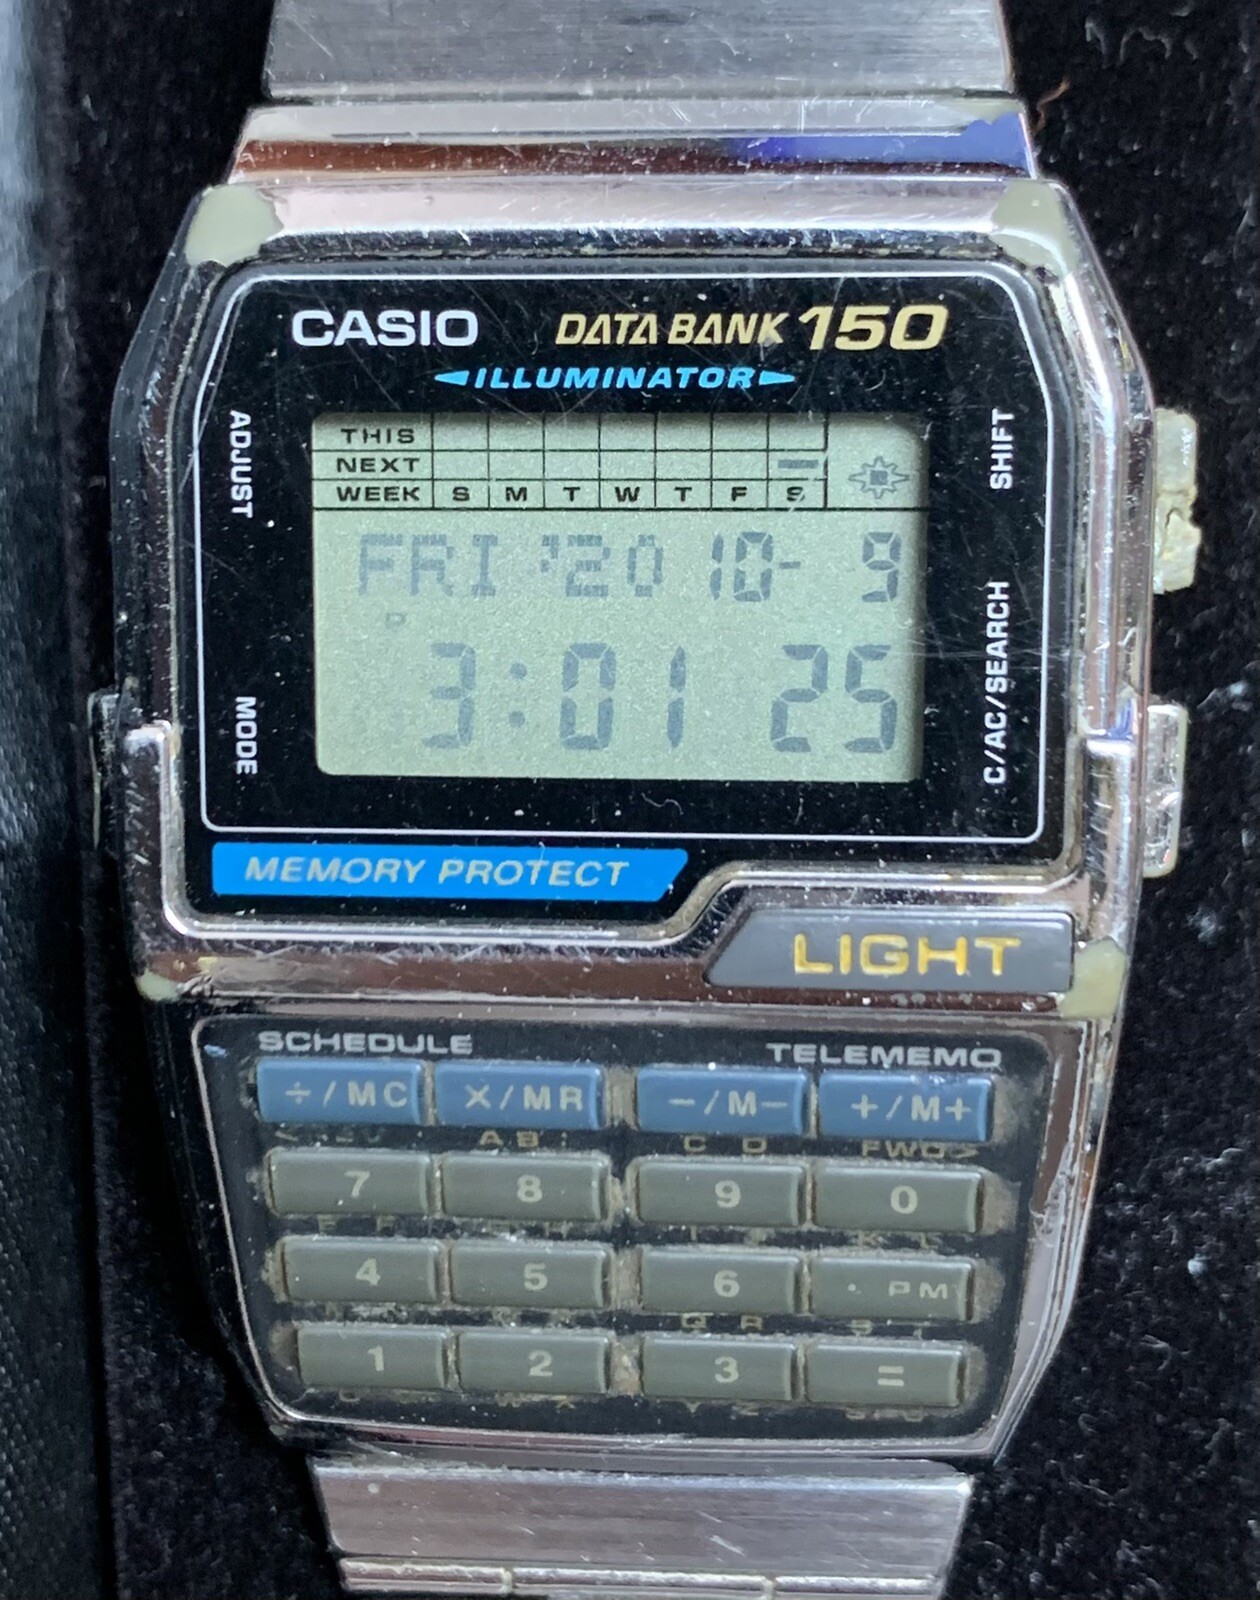 CASIO DATA BANK 150
ILLUMINATOR
ADJUST
SHIFT
THIS
NEXT
WEEK S M T W T F S
FRI '20 10- 9
P
3:01 25
MODE
C/AC/SEARCH
MEMORY PROTECT
LIGHT
SCHEDULE TELEMEMO
÷/MC X/MR -/M- +/M+
A B C D FWD>
7 8 9 0
4 5 6 . PM
Q R
1 2 3 =